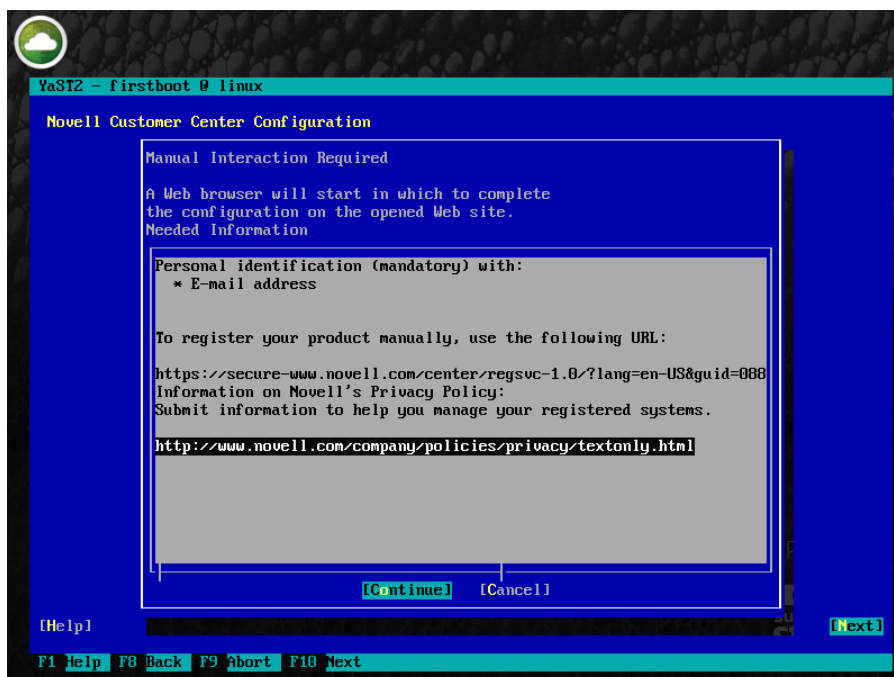 YaST2 - firstboot @ linux
Novell Customer Center Configuration
Manual Interaction Required
A Web browser will start in which to complete
the configuration on the opened Web site.
Needed Information
Personal identification (mandatory) with:
* E-mail address
To register your product manually, use the following URL:
https://secure-www.novell.com/center/regsvc-1.0/?lang=en-US&guid=088
Information on Novell's Privacy Policy:
Submit information to help you manage your registered systems.
http://www.novell.com/company/policies/privacy/textonly.html
[Continue] [Cancel]
[Help] [Next]
F1 Help F8 Back F9 Abort F10 Next